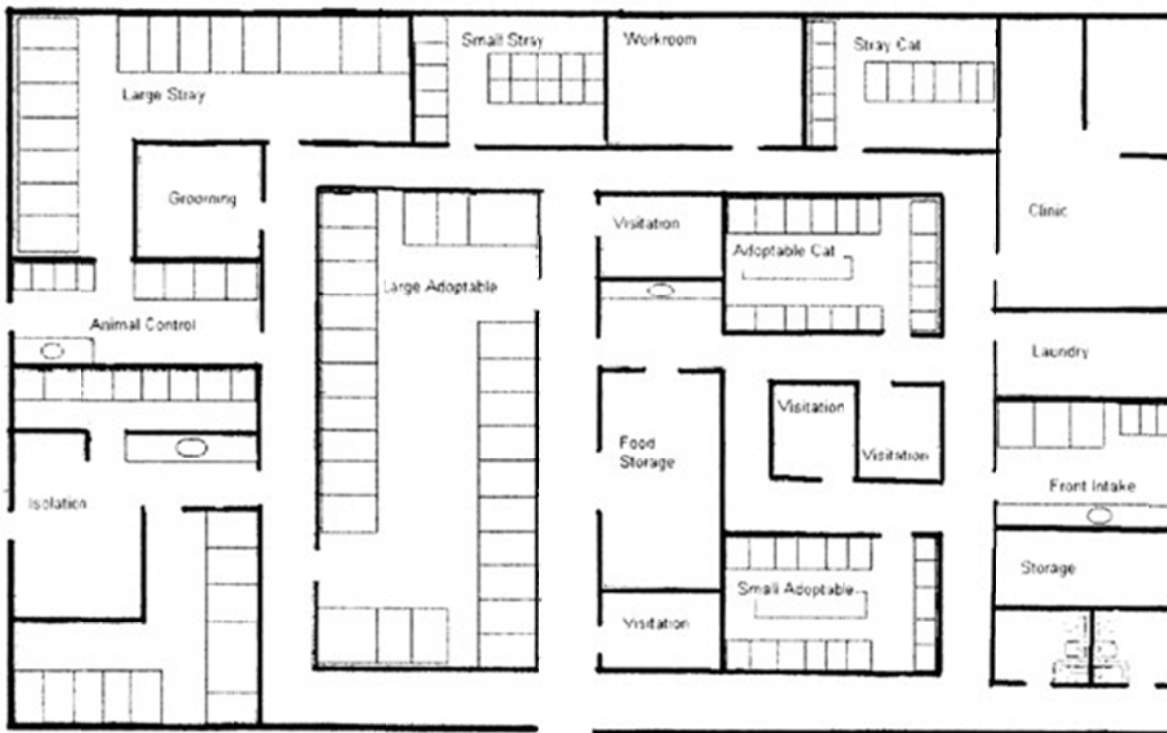 Small Stray
Workroom
Stray Cat
Large Stray
Grooming
Visitation
Clinic
Adoptable Cat
Large Adoptable
Animal Control
Laundry
Visitation
Food
Storage
Visitation
Front Intake
Isolation
Storage
Small Adoptable
Visitation